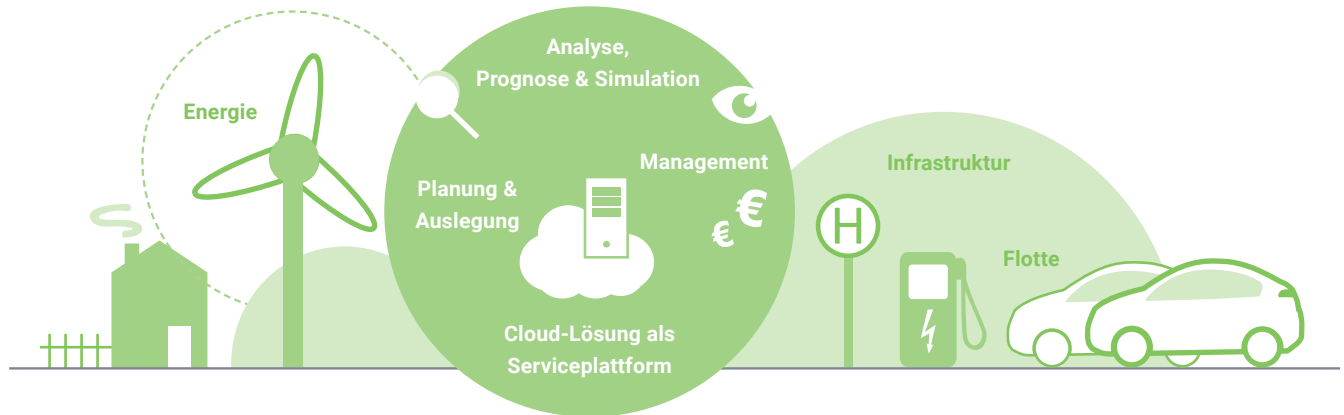 Energie
Analyse,
Prognose & Simulation
Management
Planung &
Auslegung
€
€
Cloud-Lösung als
Serviceplattform
Infrastruktur
H
Flotte